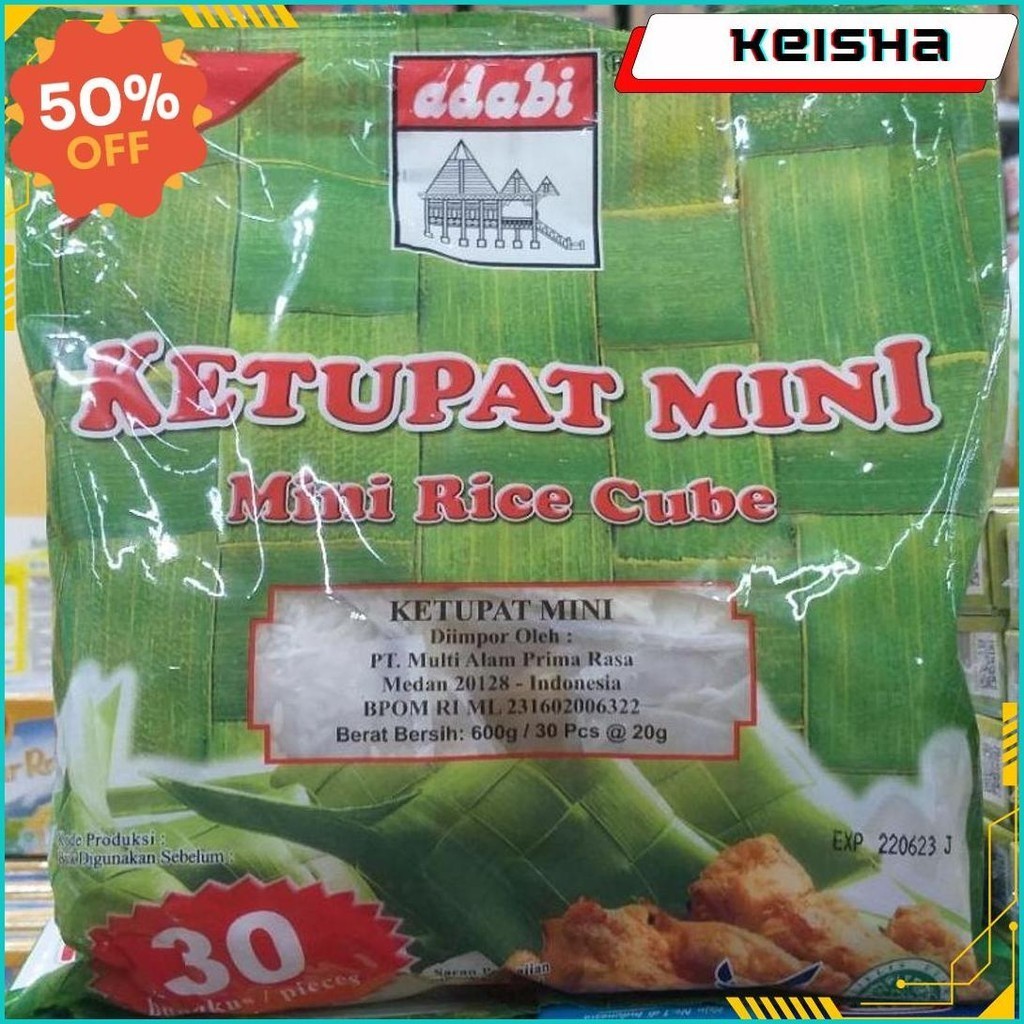 KEISHA
50%
OFF
adabi
KETUPAT MINI
Mini Rice Cube
KETUPAT MINI
Diimpor Oleh :
PT. Multi Alam Prima Rasa
Medan 20128 - Indonesia
BPOM RI ML 231602006322
Berat Bersih: 600g / 30 Pcs @ 20g
Kode Produksi :
Digunakan Sebelum :
EXP 220623 J
30
bungkus / pieces